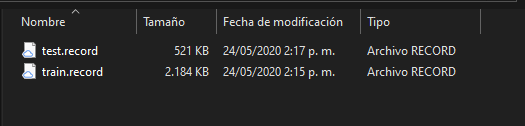 Nombre Tamaño Fecha de modificación Tipo
test.record 521 KB 24/05/2020 2:17 p. m. Archivo RECORD
train.record 2.184 KB 24/05/2020 2:15 p. m. Archivo RECORD